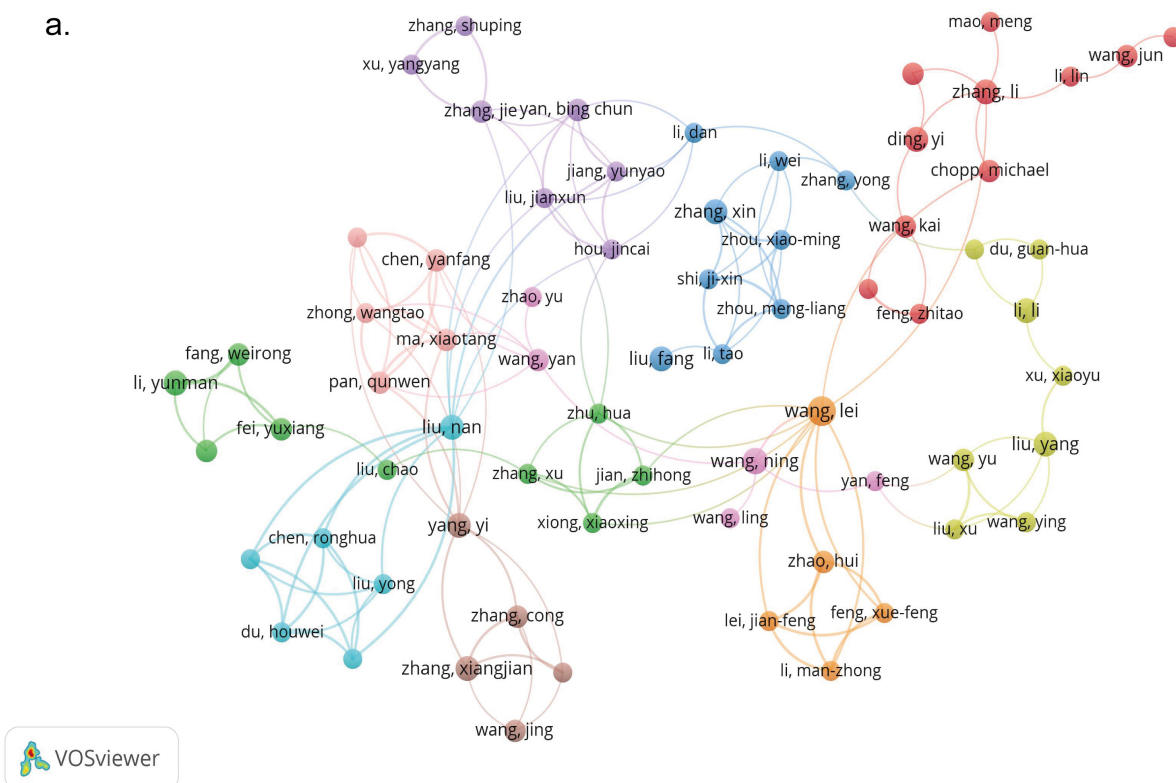 a.
mao, meng
zhang, shuping
wang, jun
xu, yangyang
li, lin
zhang, li
zhang, jie
yan, bing chun
li, dan
ding, yi
li, wei
chopp, michael
jiang, yunyao
zhang, yong
liu, jianxun
zhang, xin
wang, kai
zhou, xiao-ming
hou, jincai
du, guan-hua
chen, yanfang
shi, ji-xin
zhao, yu
zhou, meng-liang
li, li
zhong, wangtao
feng, zhitao
ma, xiaotang
fang, weirong
liu, fang
li, tao
wang, yan
xu, xiaoyu
li, yunman
pan, qunwen
zhu, hua
wang, lei
fei, yuxiang
liu, nan
liu, yang
wang, ning
wang, yu
liu, chao
zhang, xu
jian, zhihong
yan, feng
wang, ling
xiong, xiaoxing
yang, yi
liu, xu
wang, ying
chen, ronghua
zhao, hui
liu, yong
zhang, cong
feng, xue-feng
lei, jian-feng
du, houwei
zhang, xiangjian
li, man-zhong
wang, jing
VOSviewer